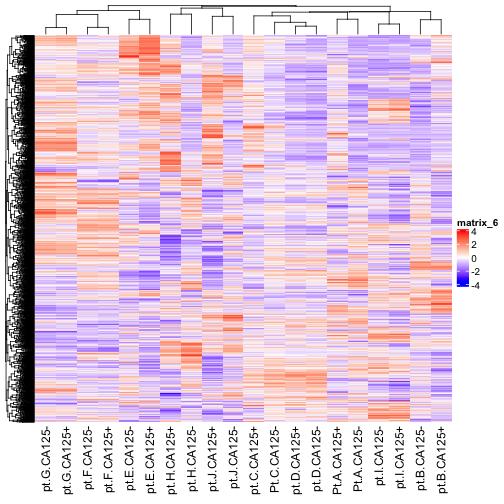 matrix_6
4
2
0
-2
-4
pt.G.CA125-
pt.G.CA125+
pt.F.CA125-
pt.F.CA125+
pt.E.CA125-
pt.E.CA125+
pt.H.CA125+
pt.H.CA125-
pt.J.CA125+
pt.J.CA125-
pt.C.CA125+
Pt.C.CA125-
pt.D.CA125+
pt.D.CA125-
pt.A.CA125+
Pt.A.CA125-
pt.I.CA125-
pt.I.CA125+
pt.B.CA125-
pt.B.CA125+